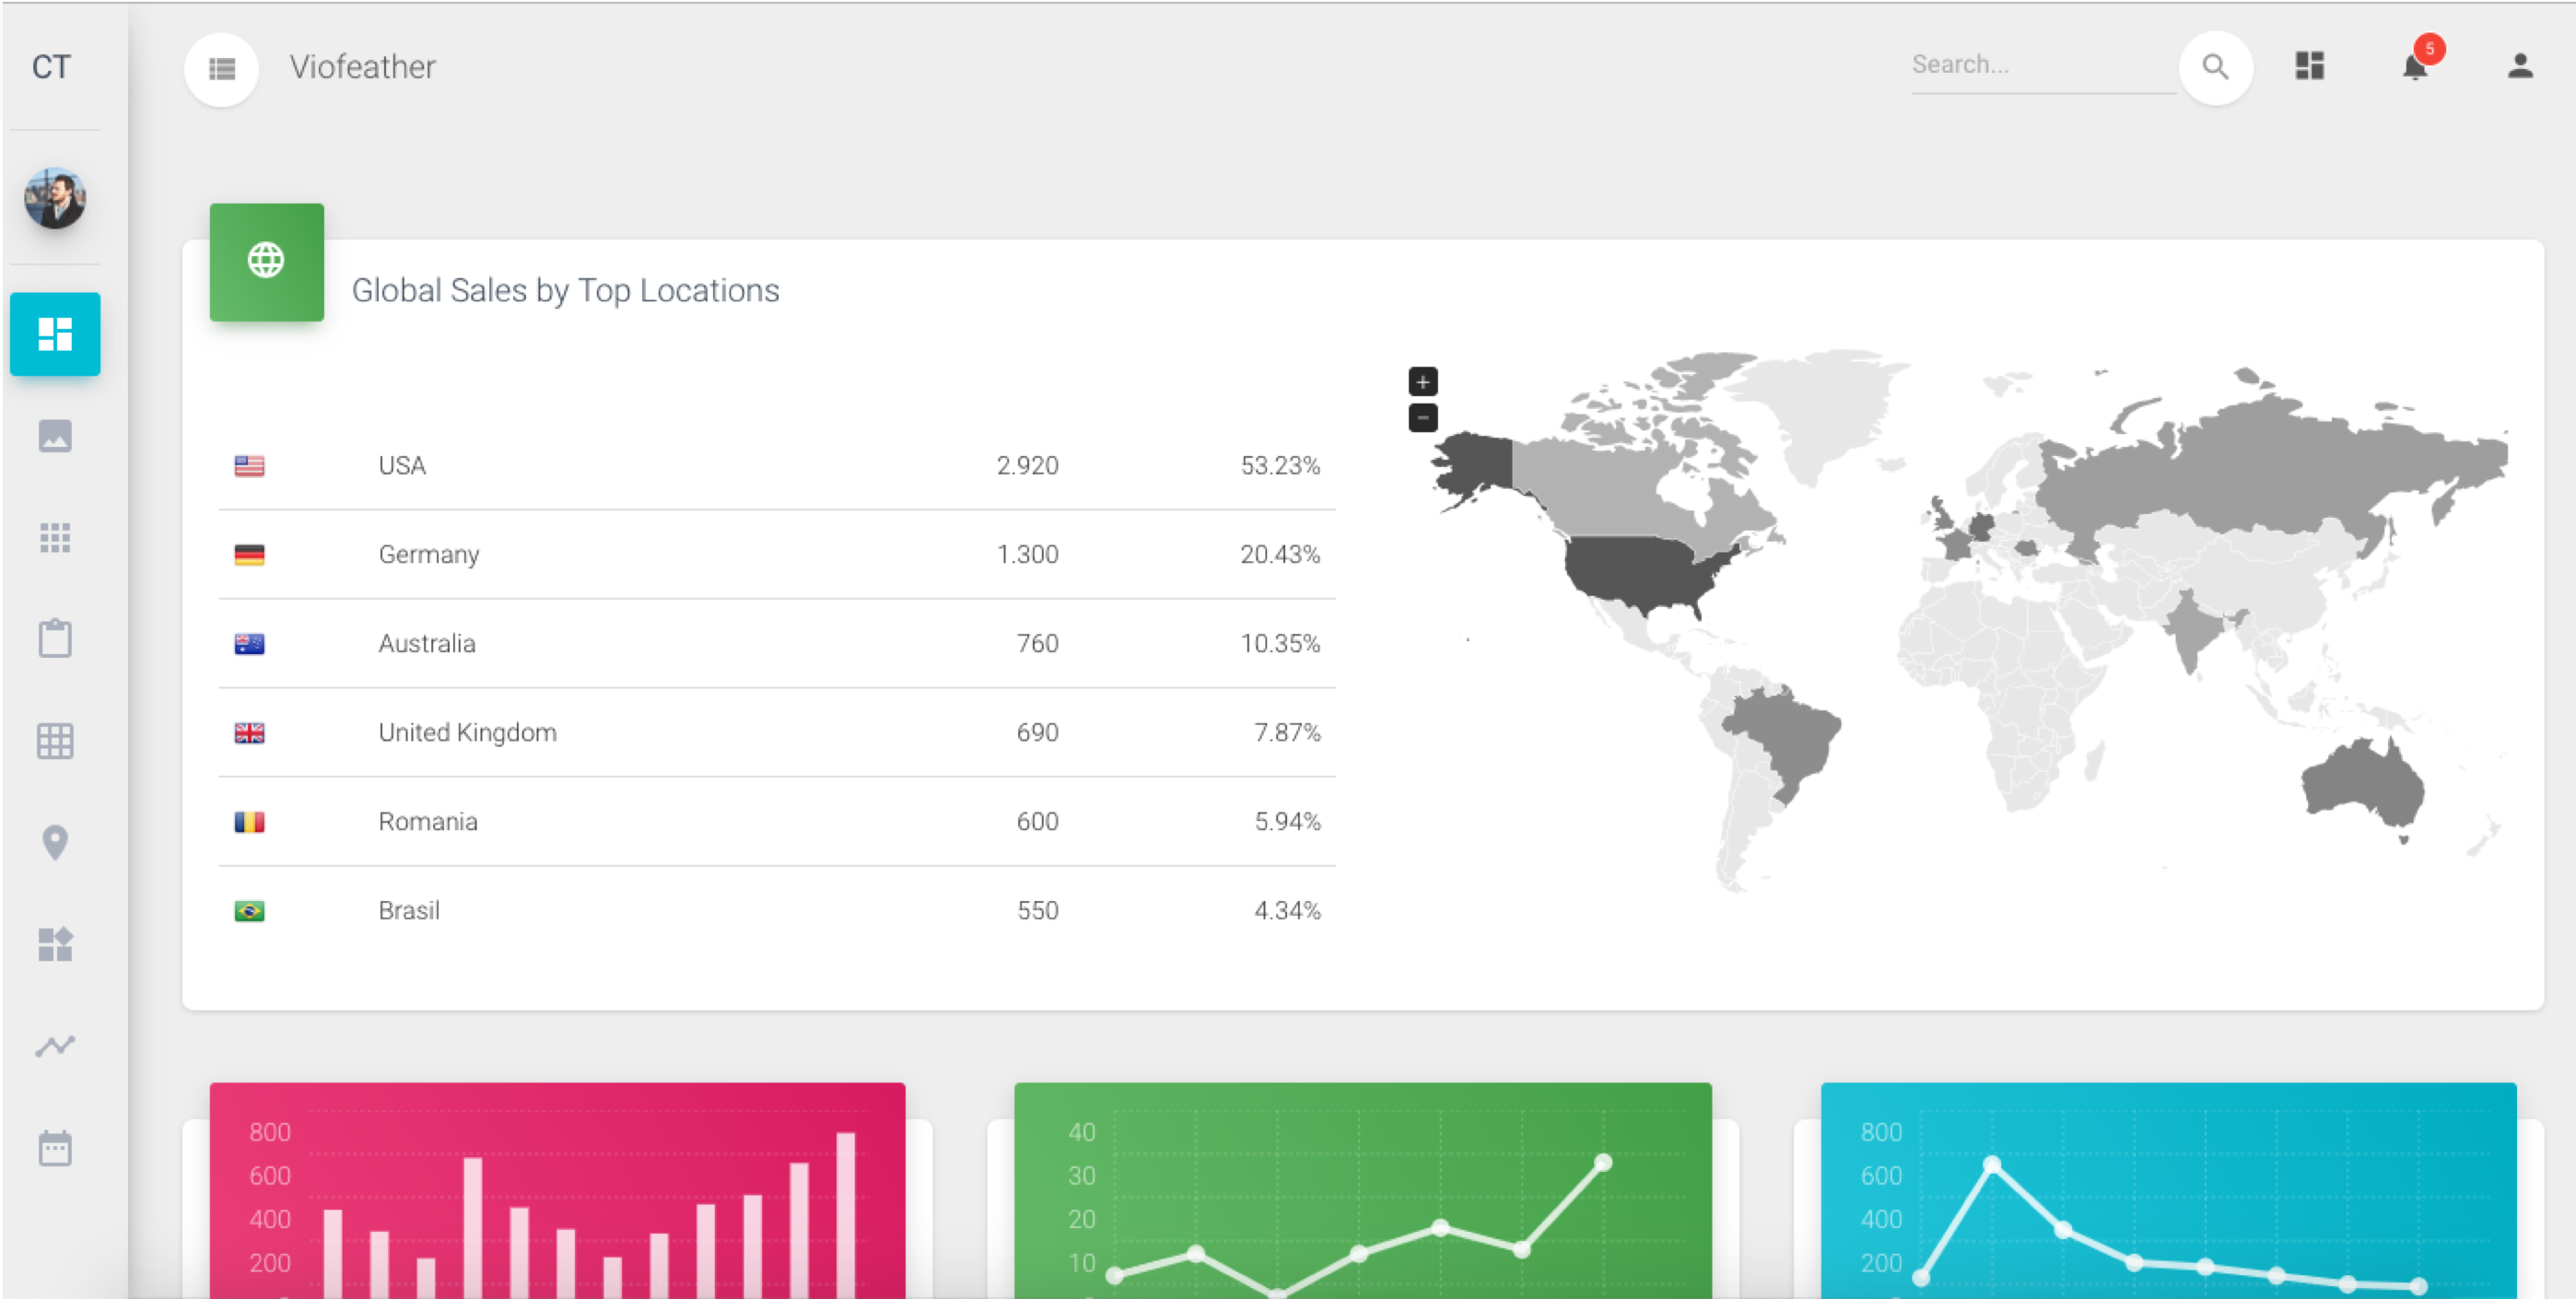 CT
Viofeather
Search...
5
Global Sales by Top Locations
+
−
USA 2.920 53.23%
Germany 1.300 20.43%
Australia 760 10.35%
United Kingdom 690 7.87%
Romania 600 5.94%
Brasil 550 4.34%
800
600
400
200
40
30
20
10
800
600
400
200